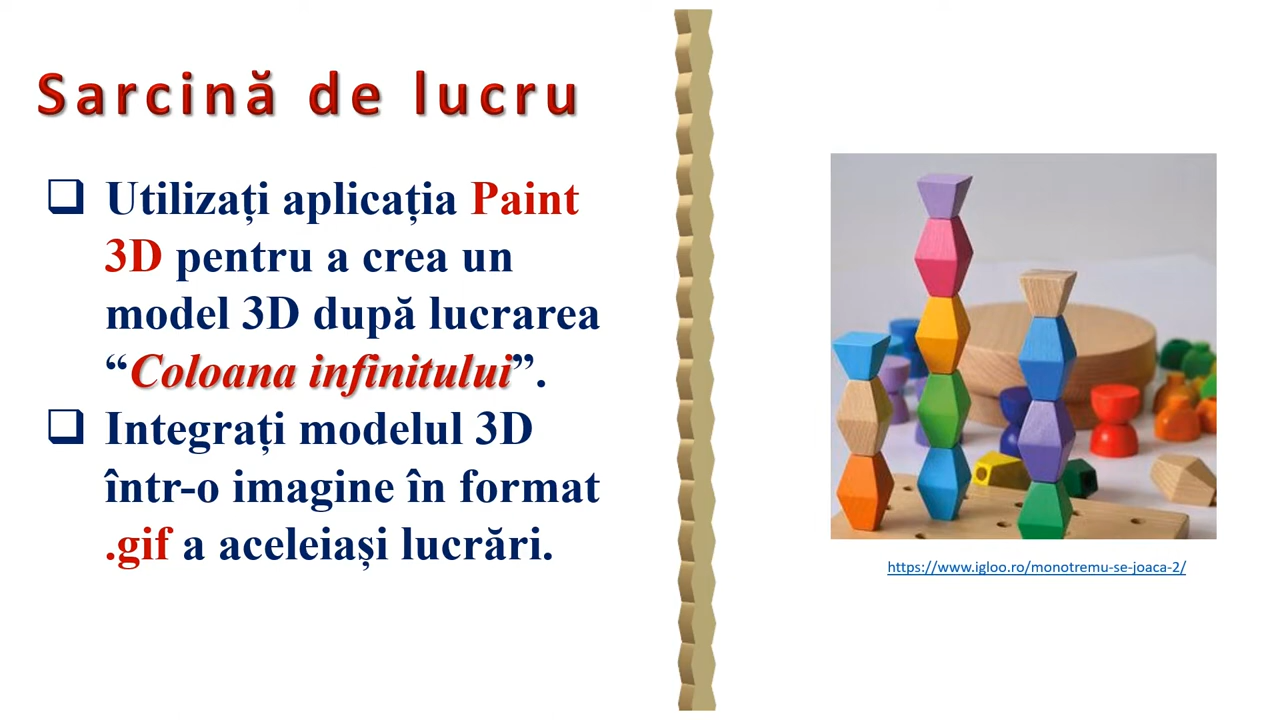 Sarcină de lucru
Utilizați aplicația Paint
3D pentru a crea un
model 3D după lucrarea
“Coloana infinitului”.
Integrați modelul 3D
într-o imagine în format
.gif a aceleiași lucrări.
https://www.igloo.ro/monotremu-se-joaca-2/